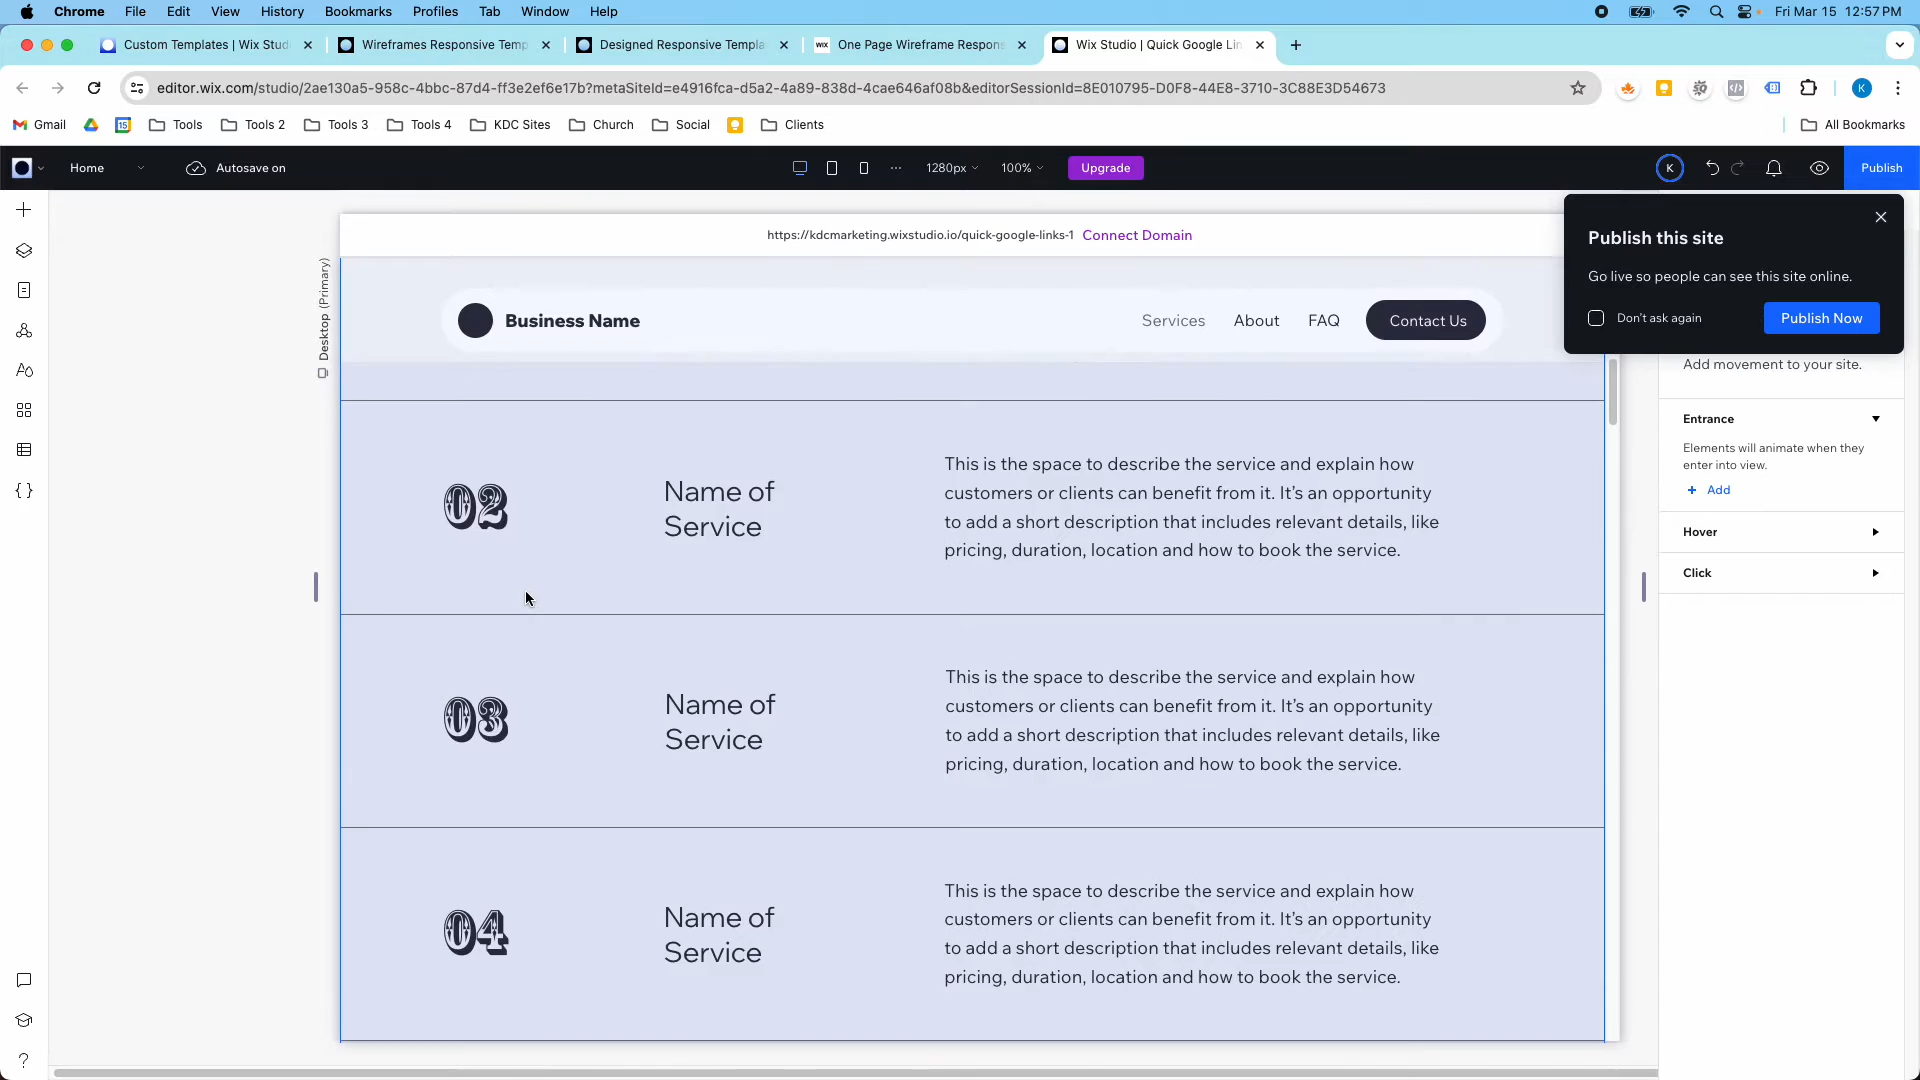 Chrome File Edit View History Bookmarks Profiles Tab Window Help
Fri Mar 15 12:57 PM
Custom Templates | Wix Stud
Wireframes Responsive Temp
Designed Responsive Templa
WIX One Page Wireframe Respons
Wix Studio | Quick Google Lin
editor.wix.com/studio/2ae130a5-958c-4bbc-87d4-ff3e2ef6e17b?metaSiteId=e4916fca-d5a2-4a89-838d-4cae646af08b&editorSessionId=8E010795-D0F8-44E8-3710-3C88E3D54673
K
Gmail 15 Tools Tools 2 Tools 3 Tools 4 KDC Sites Church Social Clients All Bookmarks
Home Autosave on 1280px 100% Upgrade K Publish
https://kdcmarketing.wixstudio.io/quick-google-links-1 Connect Domain
Desktop (Primary)
Business Name Services About FAQ Contact Us
Publish this site
Go live so people can see this site online.
Don't ask again Publish Now
Add movement to your site.
Entrance
Elements will animate when they
enter into view.
+ Add
Hover
Click
02
Name of
Service
This is the space to describe the service and explain how
customers or clients can benefit from it. It's an opportunity
to add a short description that includes relevant details, like
pricing, duration, location and how to book the service.
03
Name of
Service
This is the space to describe the service and explain how
customers or clients can benefit from it. It's an opportunity
to add a short description that includes relevant details, like
pricing, duration, location and how to book the service.
04
Name of
Service
This is the space to describe the service and explain how
customers or clients can benefit from it. It's an opportunity
to add a short description that includes relevant details, like
pricing, duration, location and how to book the service.